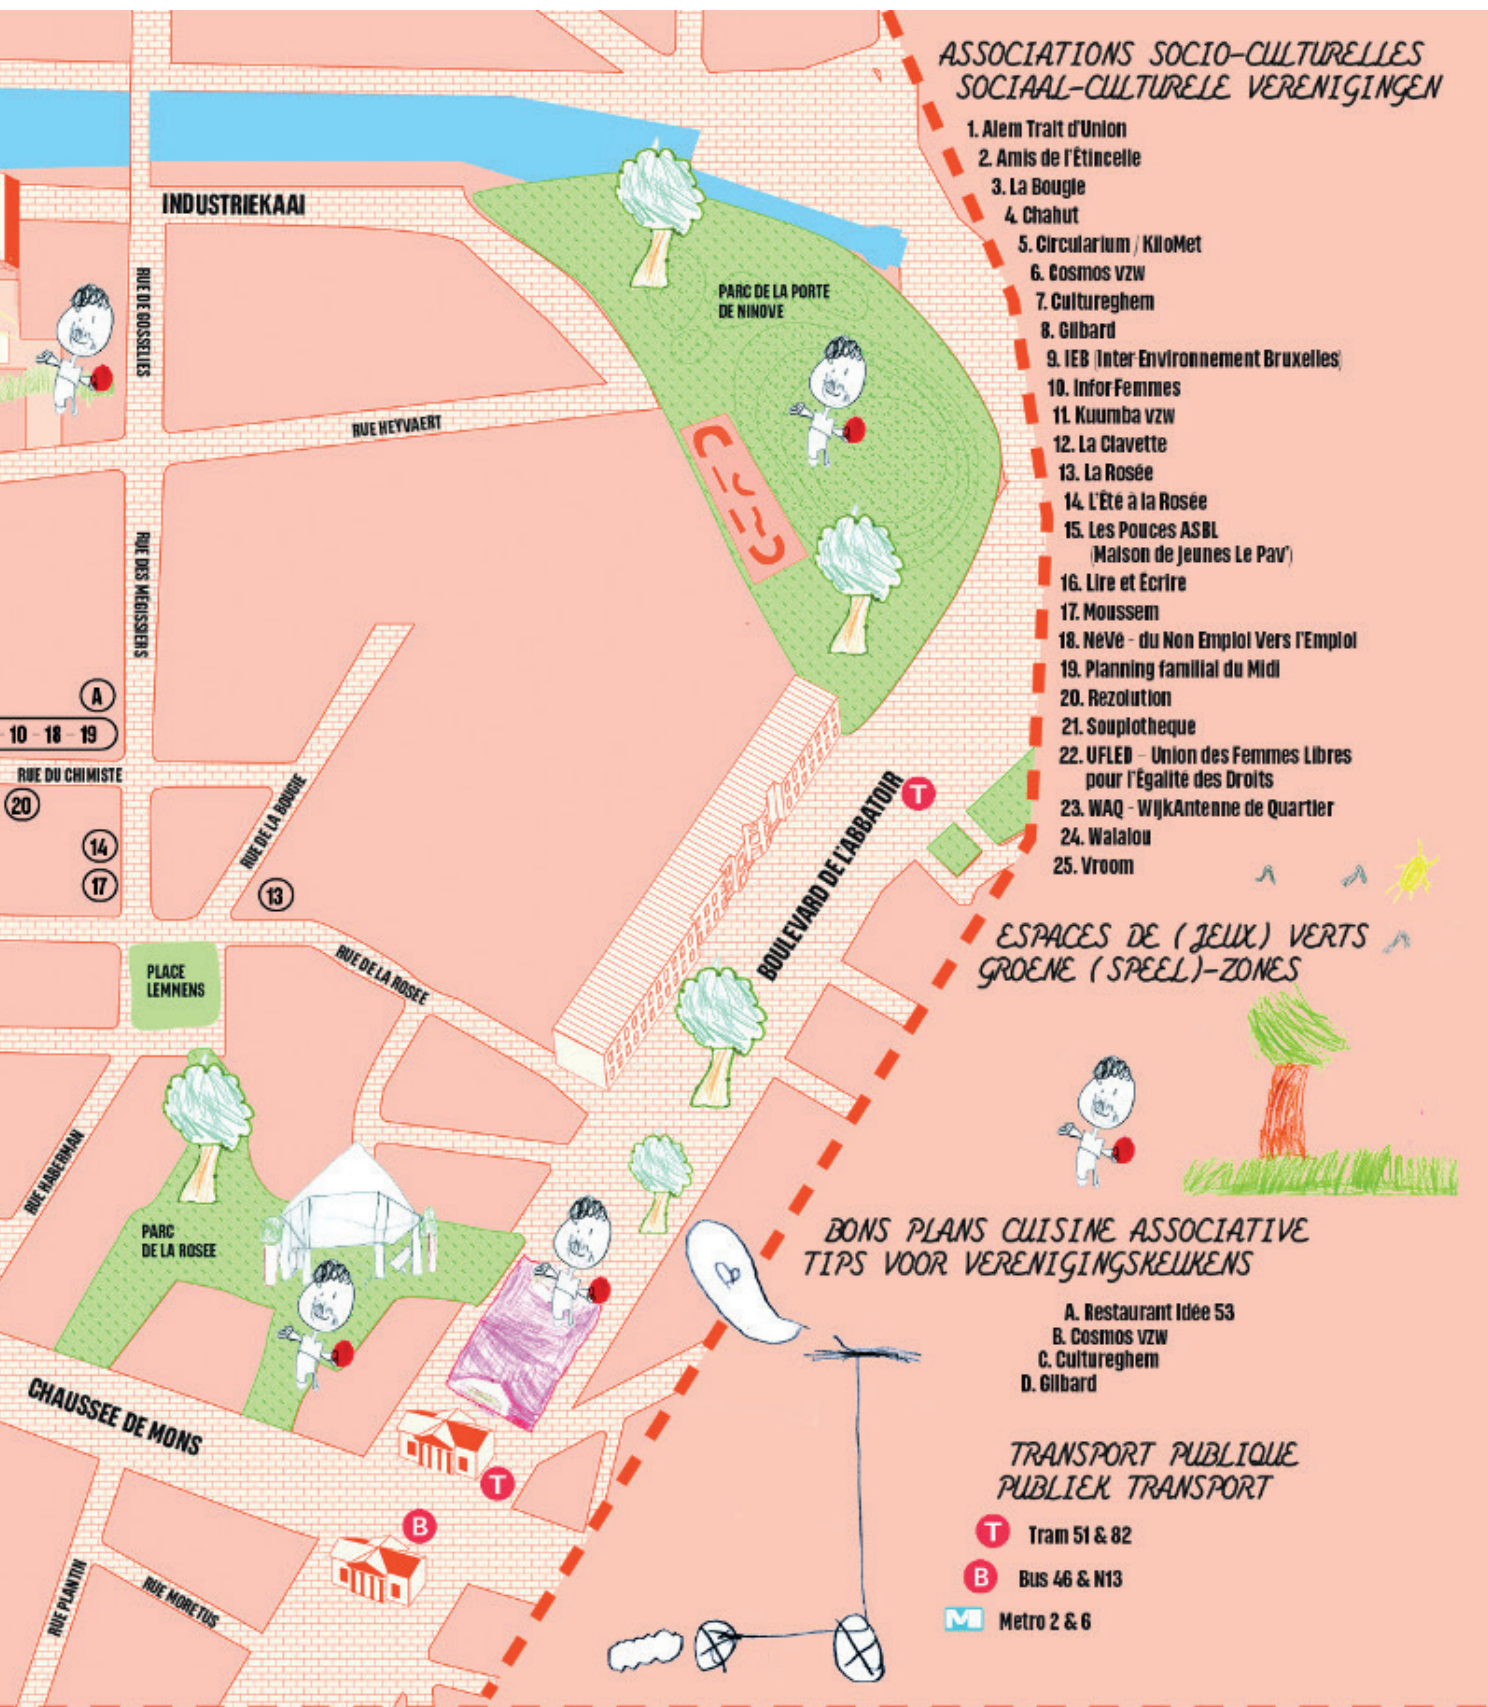 ASSOCIATIONS SOCIO-CULTURELLES
SOCIAAL-CULTURELE VERENIGINGEN
1. Alem Trait d'Union
2. Amis de l'Étincelle
3. La Bougie
4. Chahut
5. Circularium / KiloMet
6. Cosmos vzw
7. Cultureghem
8. Gilbard
9. IEB (Inter-Environnement Bruxelles)
10. Infor-Femmes
11. Kuumba vzw
12. La Clavette
13. La Rosée
14. L'Été à la Rosée
15. Les Pouces ASBL
(Maison de jeunes Le Pav')
16. Lire et Écrire
17. Moussem
18. NéVé - du Non Emploi Vers l'Emploi
19. Planning familial du Midi
20. Rezolution
21. Souplotheque
22. UFLED - Union des Femmes Libres
pour l'Égalité des Droits
23. WAQ - WijkAntenne de Quartier
24. Walalou
25. Vroom
ESPACES DE (JEUX) VERTS
GROENE (SPEEL)-ZONES
BONS PLANS CUISINE ASSOCIATIVE
TIPS VOOR VERENIGINGSKEUKENS
A. Restaurant Idée 53
B. Cosmos vzw
C. Cultureghem
D. Gilbard
TRANSPORT PUBLIQUE
PUBLIEK TRANSPORT
T Tram 51 & 82
B Bus 46 & N13
M Metro 2 & 6
INDUSTRIEKAAI
RUE DE GOSSELIES
PARC DE LA PORTE
DE NINOVE
RUE HEYVAERT
RUE DES MÉGISSIERS
A
- 10 - 18 - 19
RUE DU CHIMISTE
20
14
17
RUE DE LA BOUGIE
13
BOULEVARD DE L'ABBATOIR
T
PLACE
LEMMENS
RUE DE LA ROSEE
RUE HABERMAN
PARC
DE LA ROSEE
CHAUSSEE DE MONS
T
B
RUE PLANTIN
RUE MORETUS